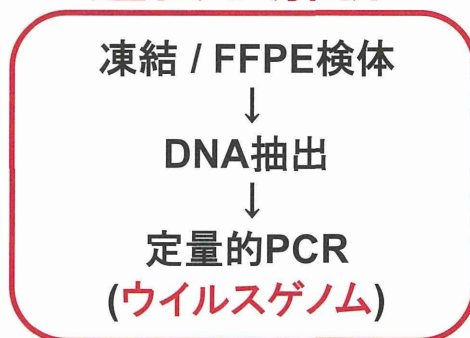 凍結 / FFPE検体
↓
DNA抽出
↓
定量的PCR
(ウイルスゲノム)